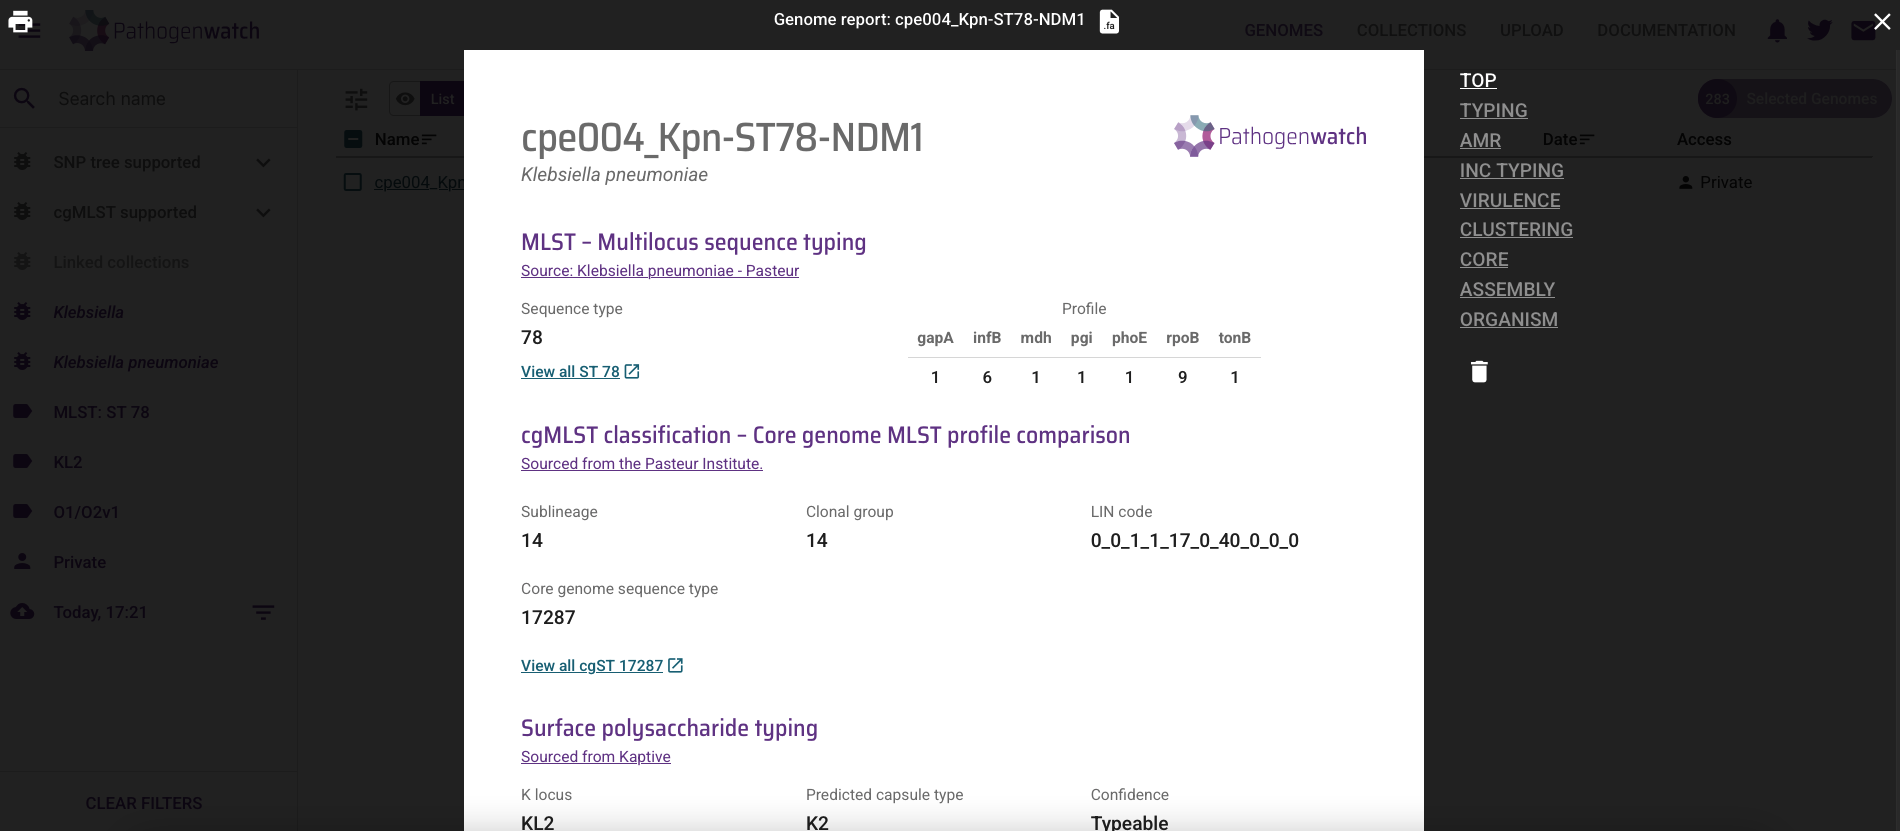 Genome report: cpe004_Kpn-ST78-NDM1
.fa
Pathogenwatch
GENOMES COLLECTIONS UPLOAD DOCUMENTATION
Search name
List
Name
283 Selected Genomes
Date
Access
SNP tree supported
cpe004_Kpn
Private
cgMLST supported
Linked collections
Klebsiella
Klebsiella pneumoniae
MLST: ST 78
KL2
O1/O2v1
Private
Today, 17:21
CLEAR FILTERS
cpe004_Kpn-ST78-NDM1
Pathogenwatch
Klebsiella pneumoniae
MLST – Multilocus sequence typing
Source: Klebsiella pneumoniae - Pasteur
Sequence type
78
View all ST 78
Profile
gapA infB mdh pgi phoE rpoB tonB
1 6 1 1 1 9 1
cgMLST classification – Core genome MLST profile comparison
Sourced from the Pasteur Institute.
Sublineage Clonal group LIN code
14 14 0_0_1_1_17_0_40_0_0_0
Core genome sequence type
17287
View all cgST 17287
Surface polysaccharide typing
Sourced from Kaptive
K locus Predicted capsule type Confidence
KL2 K2 Typeable
TOP
TYPING
AMR
INC TYPING
VIRULENCE
CLUSTERING
CORE
ASSEMBLY
ORGANISM